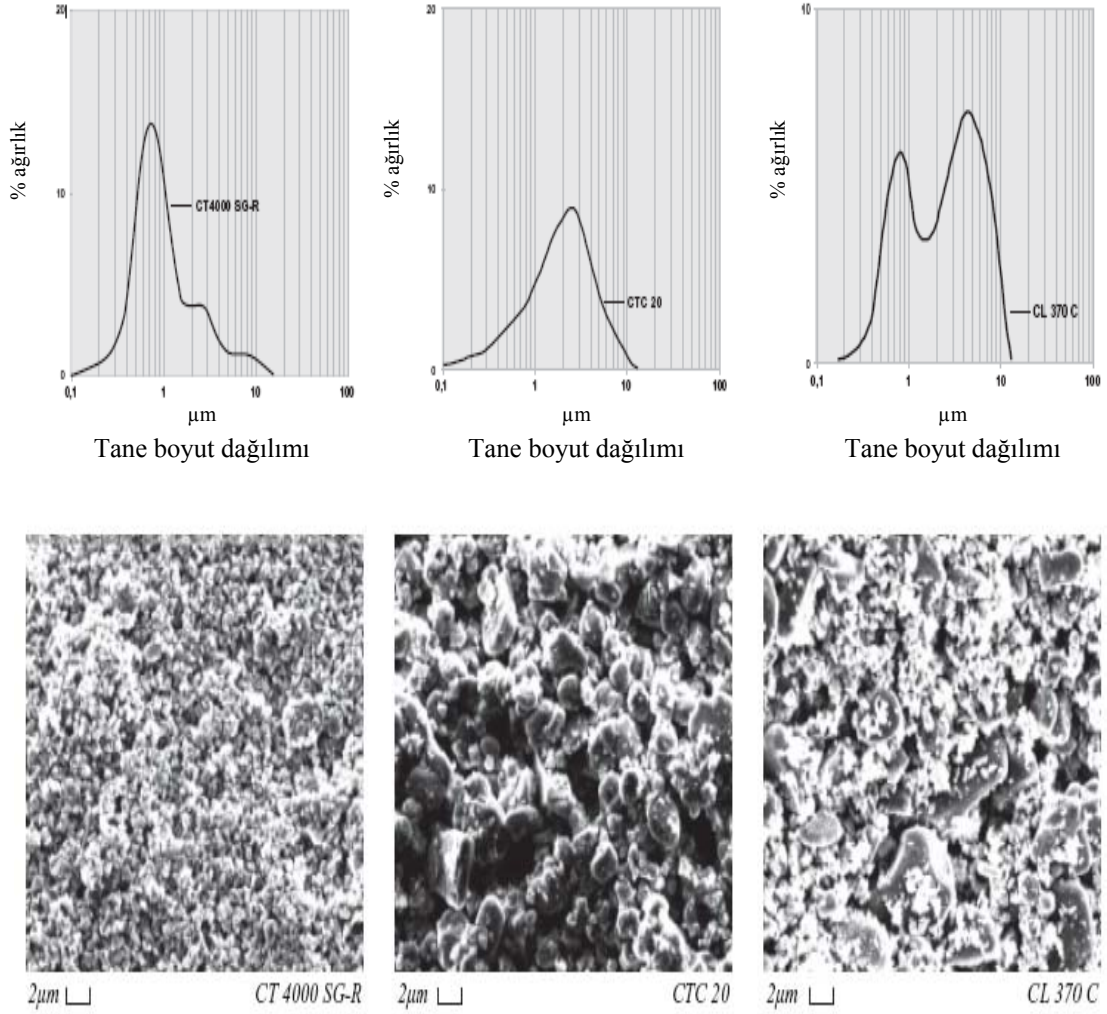 20
% ağırlık
10
CT4000 SG-R
0
0,1
1
10
100
µm
Tane boyut dağılımı
20
% ağırlık
10
CTC 20
0
0,1
1
10
100
µm
Tane boyut dağılımı
10
% ağırlık
CL 370 C
0
0,1
1
10
100
µm
Tane boyut dağılımı
2µm
CT 4000 SG-R
2µm
CTC 20
2µm
CL 370 C